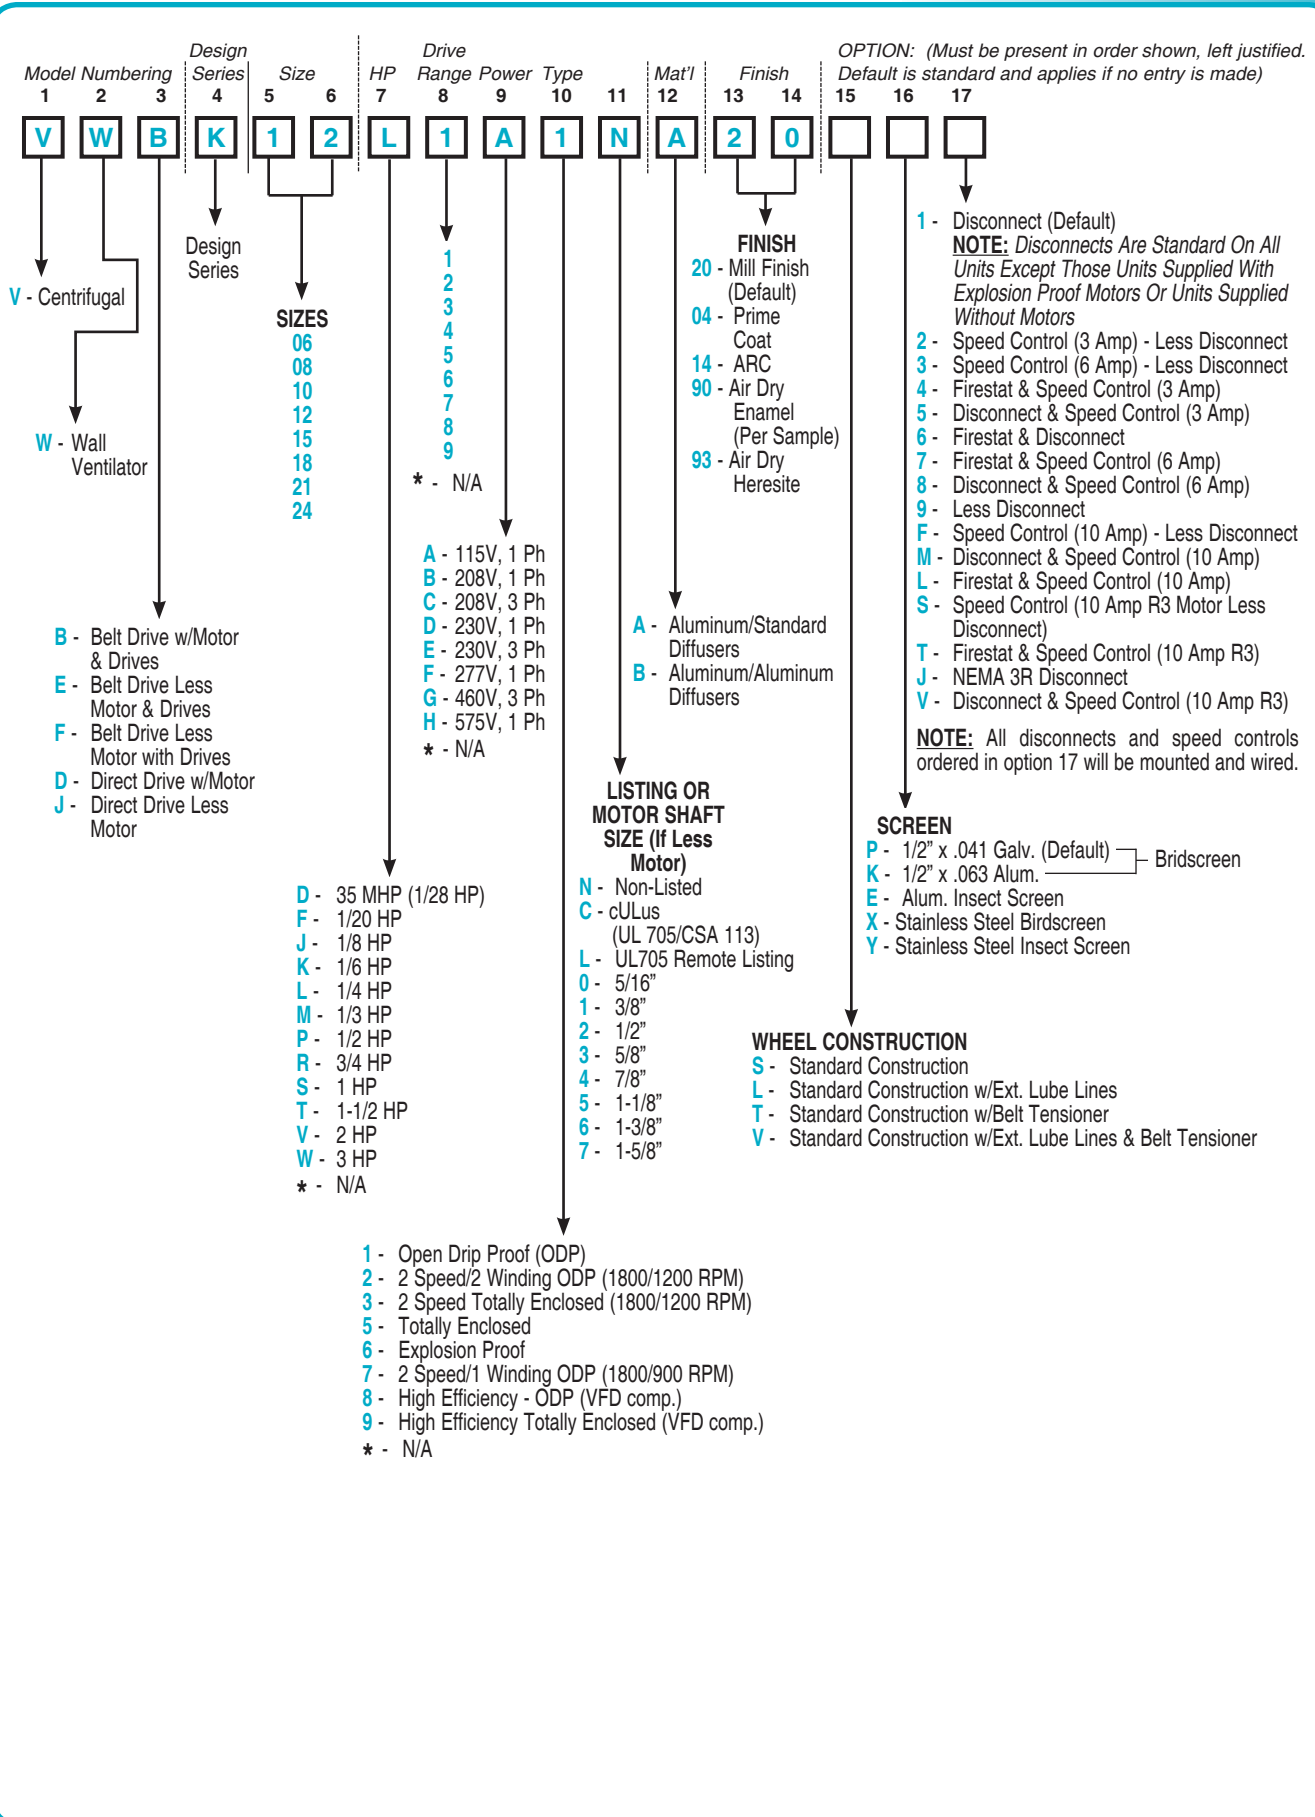 OPTION: (Must be present in order shown, left justified.
Default is standard and applies if no entry is made)
Model Numbering
Design
Series
Size
HP
Drive
Range
Power
Type
Mat'l
Finish
1 2 3 4 5 6 7 8 9 10 11 12 13 14 15 16 17
V W B K 1 2 L 1 A 1 N A 2 0
V - Centrifugal
W - Wall
Ventilator
B - Belt Drive w/Motor
& Drives
E - Belt Drive Less
Motor & Drives
F - Belt Drive Less
Motor with Drives
D - Direct Drive w/Motor
J - Direct Drive Less
Motor
Design
Series
SIZES
06
08
10
12
15
18
21
24
D - 35 MHP (1/28 HP)
F - 1/20 HP
J - 1/8 HP
K - 1/6 HP
L - 1/4 HP
M - 1/3 HP
P - 1/2 HP
R - 3/4 HP
S - 1 HP
T - 1-1/2 HP
V - 2 HP
W - 3 HP
* - N/A
1
2
3
4
5
6
7
8
9
* - N/A
A - 115V, 1 Ph
B - 208V, 1 Ph
C - 208V, 3 Ph
D - 230V, 1 Ph
E - 230V, 3 Ph
F - 277V, 1 Ph
G - 460V, 3 Ph
H - 575V, 1 Ph
* - N/A
1 - Open Drip Proof (ODP)
2 - 2 Speed/2 Winding ODP (1800/1200 RPM)
3 - 2 Speed Totally Enclosed (1800/1200 RPM)
5 - Totally Enclosed
6 - Explosion Proof
7 - 2 Speed/1 Winding ODP (1800/900 RPM)
8 - High Efficiency - ODP (VFD comp.)
9 - High Efficiency Totally Enclosed (VFD comp.)
* - N/A
LISTING OR
MOTOR SHAFT
SIZE (If Less
Motor)
N - Non-Listed
C - cULus
(UL 705/CSA 113)
L - UL705 Remote Listing
0 - 5/16”
1 - 3/8”
2 - 1/2”
3 - 5/8”
4 - 7/8”
5 - 1-1/8”
6 - 1-3/8”
7 - 1-5/8”
A - Aluminum/Standard
Diffusers
B - Aluminum/Aluminum
Diffusers
FINISH
20 - Mill Finish
(Default)
04 - Prime
Coat
14 - ARC
90 - Air Dry
Enamel
(Per Sample)
93 - Air Dry
Heresite
WHEEL CONSTRUCTION
S - Standard Construction
L - Standard Construction w/Ext. Lube Lines
T - Standard Construction w/Belt Tensioner
V - Standard Construction w/Ext. Lube Lines & Belt Tensioner
SCREEN
P - 1/2” x .041 Galv. (Default)
K - 1/2” x .063 Alum.
Bridscreen
E - Alum. Insect Screen
X - Stainless Steel Birdscreen
Y - Stainless Steel Insect Screen
1 - Disconnect (Default)
NOTE: Disconnects Are Standard On All
Units Except Those Units Supplied With
Explosion Proof Motors Or Units Supplied
Without Motors
2 - Speed Control (3 Amp) - Less Disconnect
3 - Speed Control (6 Amp) - Less Disconnect
4 - Firestat & Speed Control (3 Amp)
5 - Disconnect & Speed Control (3 Amp)
6 - Firestat & Disconnect
7 - Firestat & Speed Control (6 Amp)
8 - Disconnect & Speed Control (6 Amp)
9 - Less Disconnect
F - Speed Control (10 Amp) - Less Disconnect
M - Disconnect & Speed Control (10 Amp)
L - Firestat & Speed Control (10 Amp)
S - Speed Control (10 Amp R3 Motor Less
Disconnect)
T - Firestat & Speed Control (10 Amp R3)
J - NEMA 3R Disconnect
V - Disconnect & Speed Control (10 Amp R3)
NOTE: All disconnects and speed controls
ordered in option 17 will be mounted and wired.